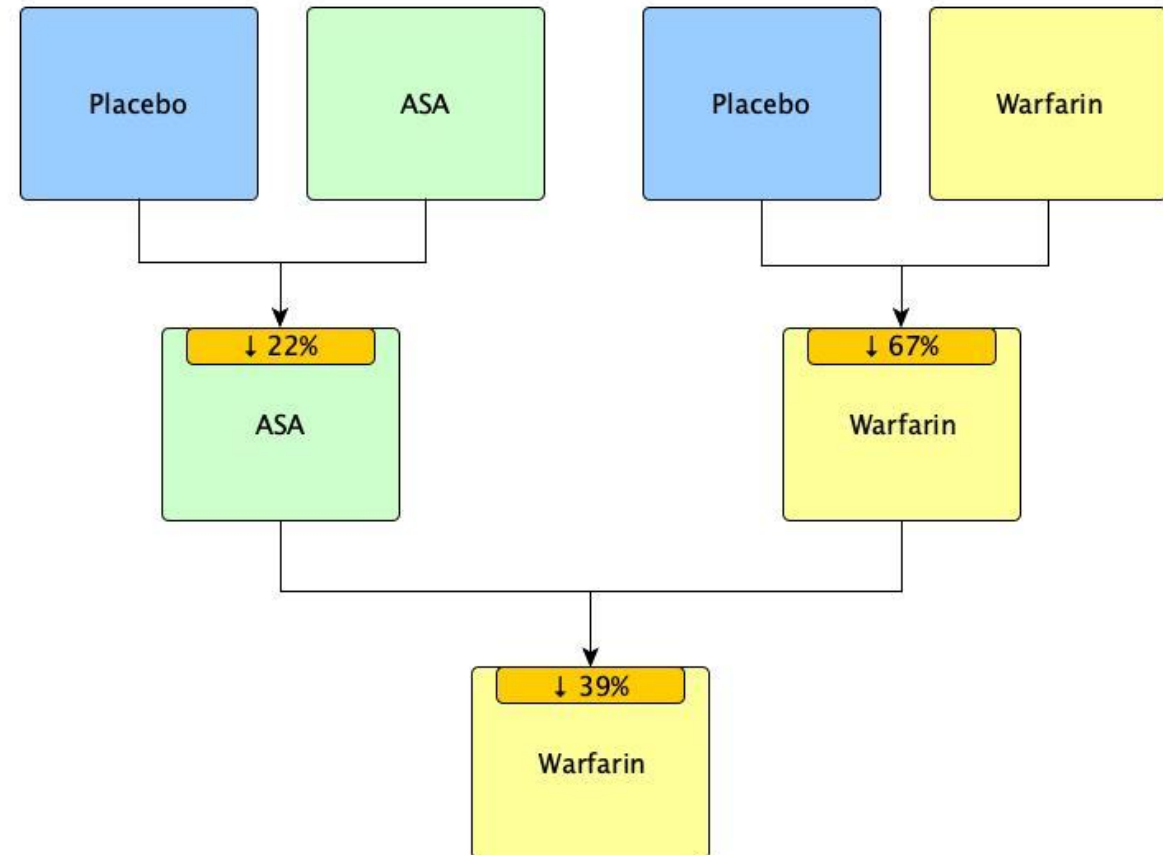 Placebo
ASA
Placebo
Warfarin
↓ 22%
ASA
↓ 67%
Warfarin
↓ 39%
Warfarin